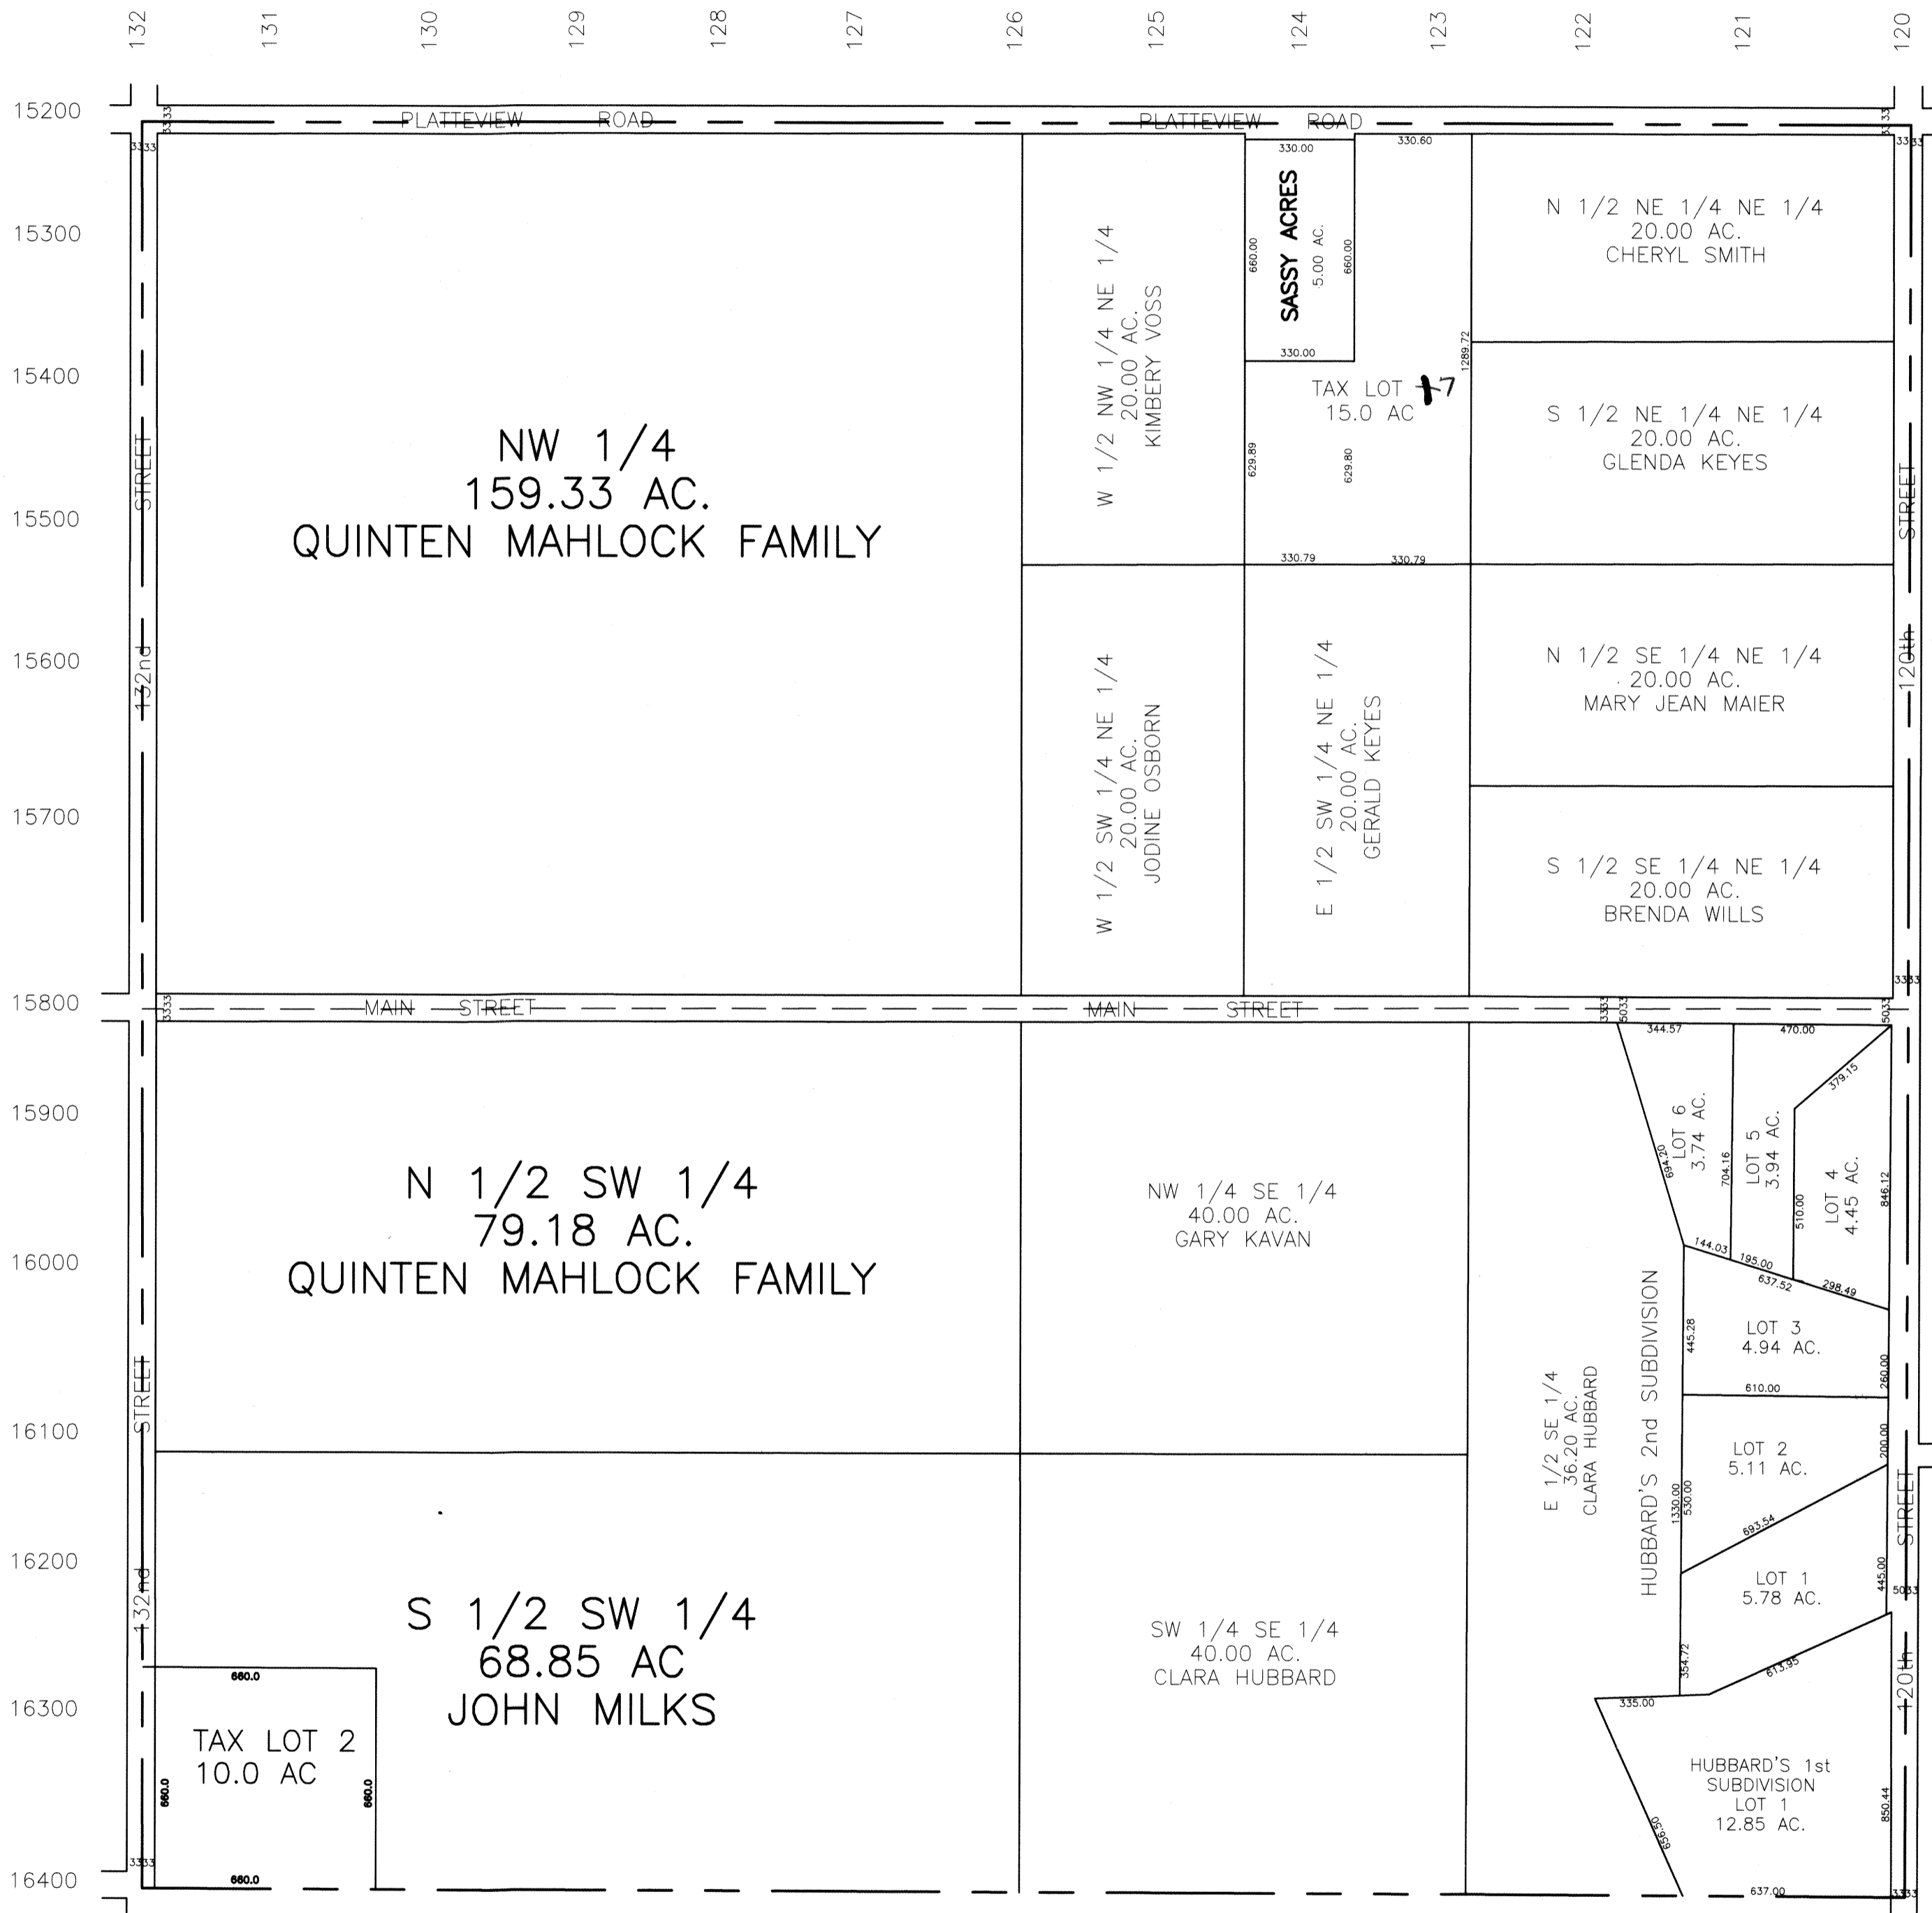 132
131
130
129
128
127
126
125
124
123
122
121
120
15200
15300
15400
15500
15600
15700
15800
15900
16000
16100
16200
16300
16400
PLATTEVIEW ROAD
PLATTEVIEW ROAD
3333
3333
3333
3333
132nd STREET
NW 1/4
159.33 AC.
QUINTEN MAHLOCK FAMILY
W 1/2 NW 1/4 NE 1/4
20.00 AC.
KIMBERY VOSS
330.00
660.00
SASSY ACRES
5.00 AC.
660.00
330.00
330.60
1289.72
TAX LOT 7
15.0 AC
629.89
629.80
330.79
330.79
N 1/2 NE 1/4 NE 1/4
20.00 AC.
CHERYL SMITH
S 1/2 NE 1/4 NE 1/4
20.00 AC.
GLENDA KEYES
120th STREET
W 1/2 SW 1/4 NE 1/4
20.00 AC.
JODINE OSBORN
E 1/2 SW 1/4 NE 1/4
20.00 AC.
GERALD KEYES
N 1/2 SE 1/4 NE 1/4
20.00 AC.
MARY JEAN MAIER
S 1/2 SE 1/4 NE 1/4
20.00 AC.
BRENDA WILLS
3333
MAIN STREET
MAIN STREET
3333
3333
5033
5033
N 1/2 SW 1/4
79.18 AC.
QUINTEN MAHLOCK FAMILY
NW 1/4 SE 1/4
40.00 AC.
GARY KAVAN
344.57
470.00
379.15
694.20
LOT 6
3.74 AC.
704.16
LOT 5
3.94 AC.
510.00
LOT 4
4.45 AC.
846.12
144.03
195.00
637.52
298.49
445.28
LOT 3
4.94 AC.
260.00
610.00
132nd STREET
E 1/2 SE 1/4
36.20 AC.
CLARA HUBBARD
HUBBARD'S 2nd SUBDIVISION
1330.00
530.00
LOT 2
5.11 AC.
200.00
693.54
LOT 1
5.78 AC.
445.00
5033
354.72
613.95
335.00
120th STREET
S 1/2 SW 1/4
68.85 AC
JOHN MILKS
SW 1/4 SE 1/4
40.00 AC.
CLARA HUBBARD
660.0
TAX LOT 2
10.0 AC
660.0
660.0
660.0
3333
HUBBARD'S 1st
SUBDIVISION
LOT 1
12.85 AC.
656.50
850.44
637.00
3333